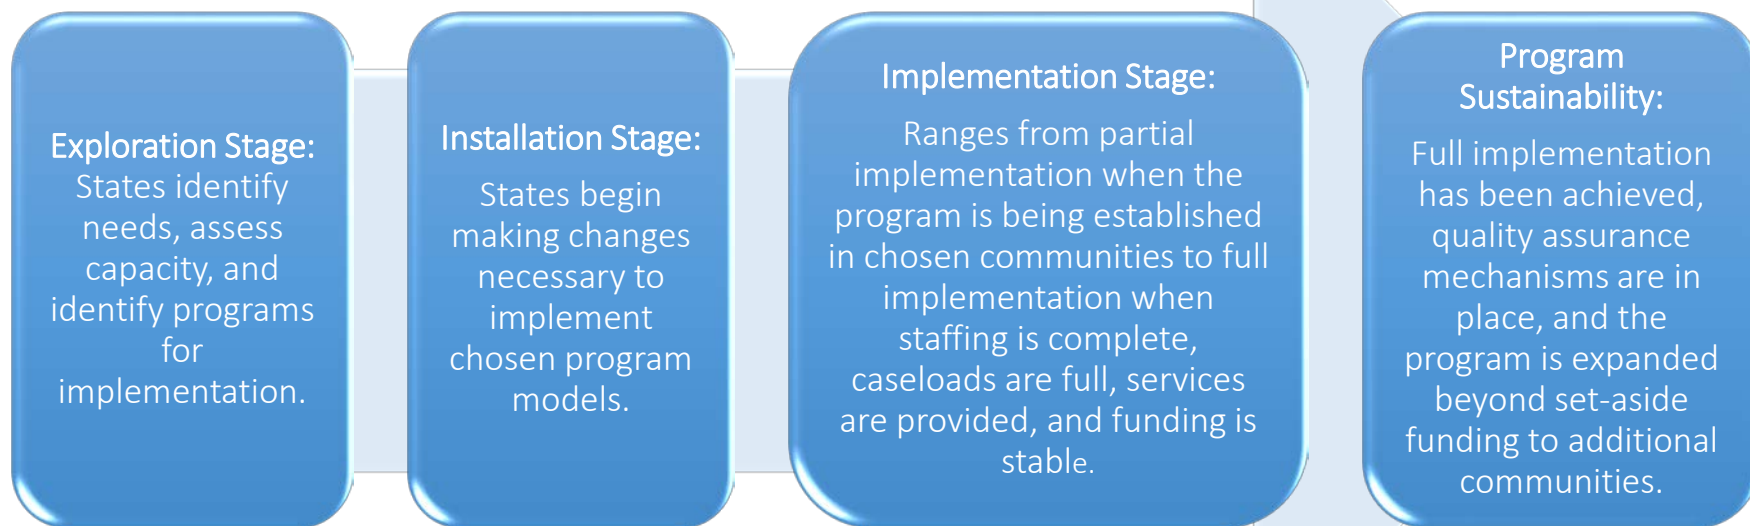 Exploration Stage:
States identify
needs, assess
capacity, and
identify programs
for
implementation.
Installation Stage:
States begin
making changes
necessary to
implement
chosen program
models.
Implementation Stage:
Ranges from partial
implementation when the
program is being established
in chosen communities to full
implementation when
staffing is complete,
caseloads are full, services
are provided, and funding is
stable.
Program
Sustainability:
Full implementation
has been achieved,
quality assurance
mechanisms are in
place, and the
program is expanded
beyond set-aside
funding to additional
communities.